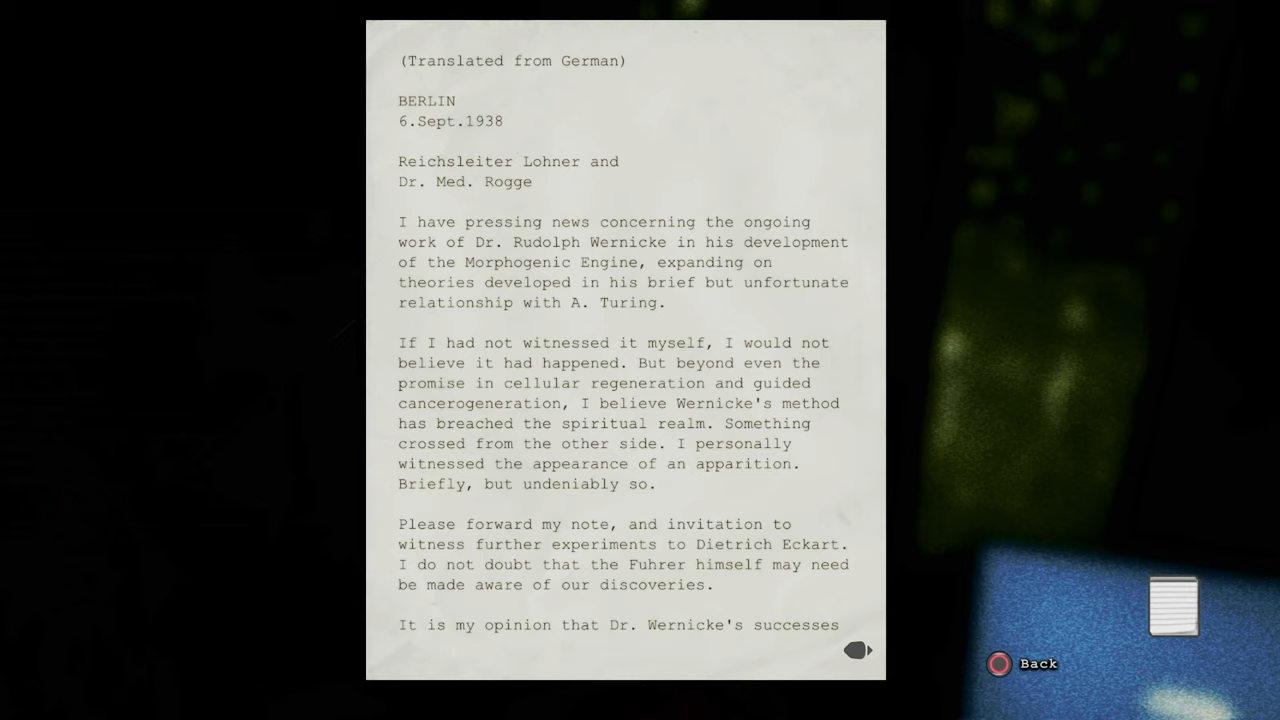 (Translated from German)
BERLIN
6.Sept.1938
Reichsleiter Lohner and
Dr. Med. Rogge
I have pressing news concerning the ongoing
work of Dr. Rudolph Wernicke in his development
of the Morphogenic Engine, expanding on
theories developed in his brief but unfortunate
relationship with A. Turing.
If I had not witnessed it myself, I would not
believe it had happened. But beyond even the
promise in cellular regeneration and guided
cancerogeneration, I believe Wernicke's method
has breached the spiritual realm. Something
crossed from the other side. I personally
witnessed the appearance of an apparition.
Briefly, but undeniably so.
Please forward my note, and invitation to
witness further experiments to Dietrich Eckart.
I do not doubt that the Fuhrer himself may need
be made aware of our discoveries.
It is my opinion that Dr. Wernicke's successes
Back